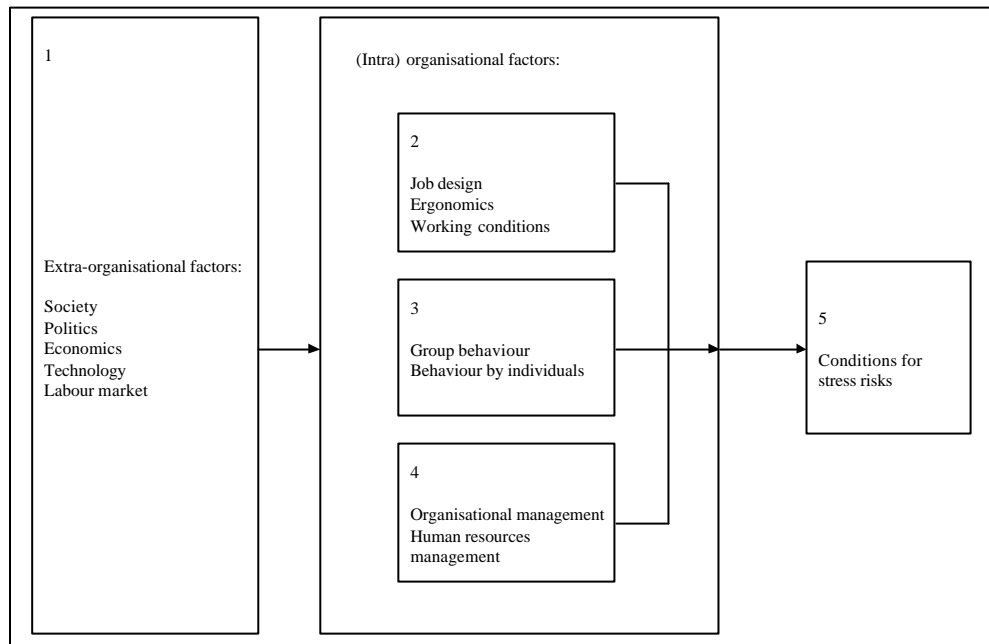 1
Extra-organisational factors:
Society
Politics
Economics
Technology
Labour market
(Intra) organisational factors:
2
Job design
Ergonomics
Working conditions
3
Group behaviour
Behaviour by individuals
4
Organisational management
Human resources
management
5
Conditions for
stress risks